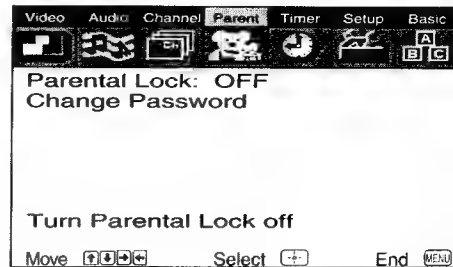 Video Audio Channel Parent Timer Setup Basic
Ch
A
B C
Parental Lock: OFF
Change Password
Turn Parental Lock off
Move Select End MENU